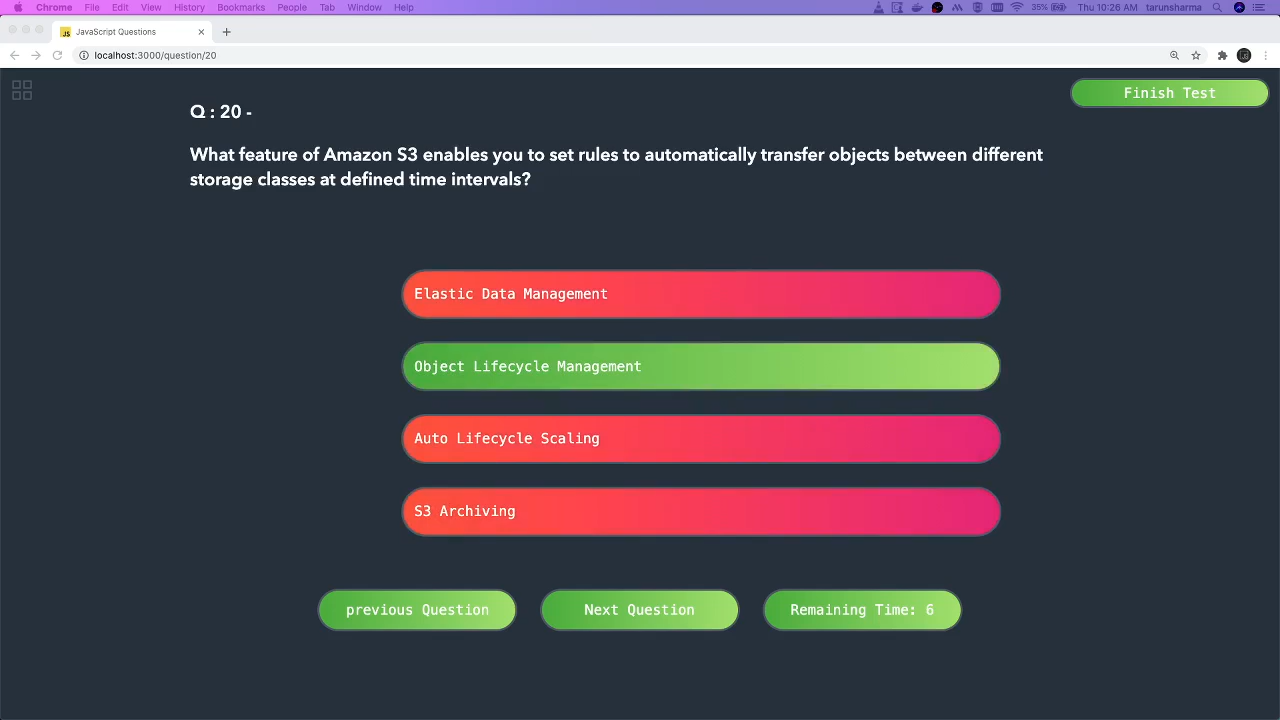 Chrome File Edit View History Bookmarks People Tab Window Help 35% Thu 10:26 AM tarunsharma
JS JavaScript Questions
localhost:3000/question/20
Finish Test
Q : 20 -
What feature of Amazon S3 enables you to set rules to automatically transfer objects between different
storage classes at defined time intervals?
Elastic Data Management
Object Lifecycle Management
Auto Lifecycle Scaling
S3 Archiving
previous Question Next Question Remaining Time: 6